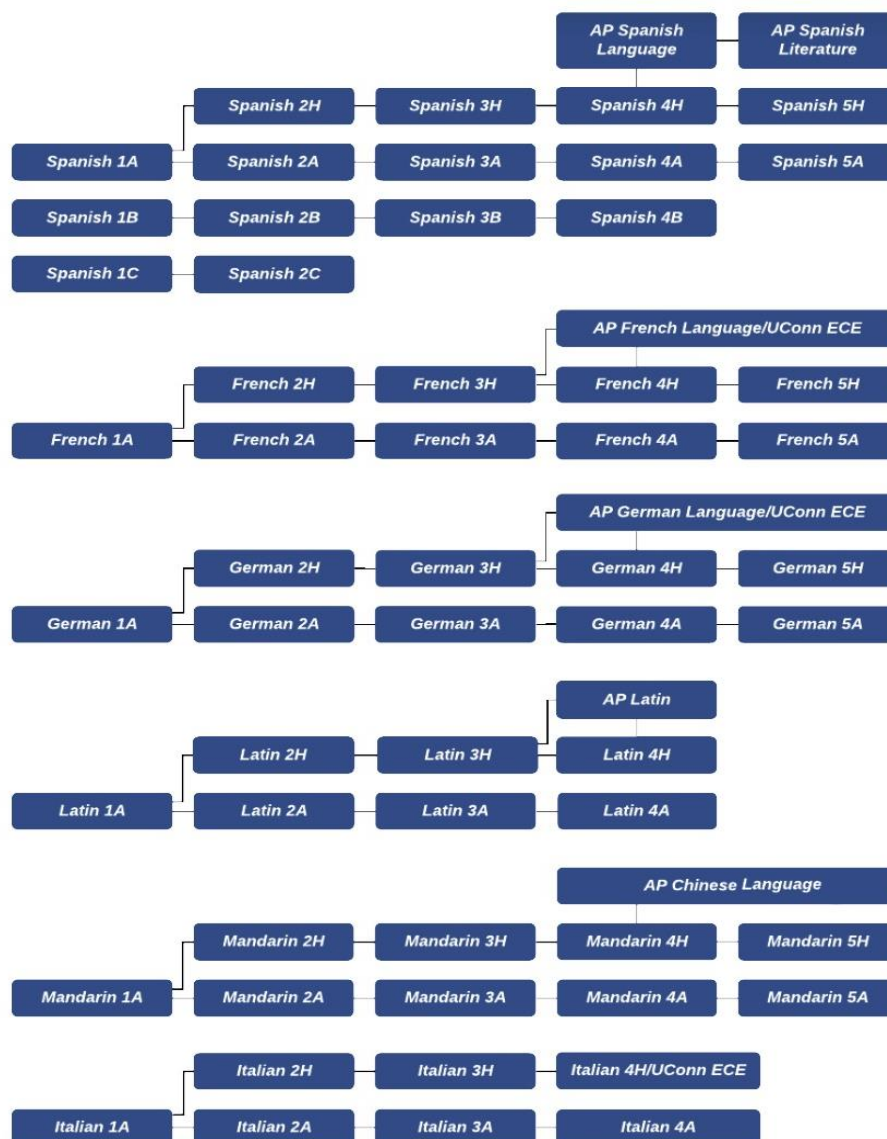 AP Spanish
Language
AP Spanish
Literature
Spanish 2H
Spanish 3H
Spanish 4H
Spanish 5H
Spanish 1A
Spanish 2A
Spanish 3A
Spanish 4A
Spanish 5A
Spanish 1B
Spanish 2B
Spanish 3B
Spanish 4B
Spanish 1C
Spanish 2C
AP French Language/UConn ECE
French 2H
French 3H
French 4H
French 5H
French 1A
French 2A
French 3A
French 4A
French 5A
AP German Language/UConn ECE
German 2H
German 3H
German 4H
German 5H
German 1A
German 2A
German 3A
German 4A
German 5A
AP Latin
Latin 2H
Latin 3H
Latin 4H
Latin 1A
Latin 2A
Latin 3A
Latin 4A
AP Chinese Language
Mandarin 2H
Mandarin 3H
Mandarin 4H
Mandarin 5H
Mandarin 1A
Mandarin 2A
Mandarin 3A
Mandarin 4A
Mandarin 5A
Italian 2H
Italian 3H
Italian 4H/UConn ECE
Italian 1A
Italian 2A
Italian 3A
Italian 4A